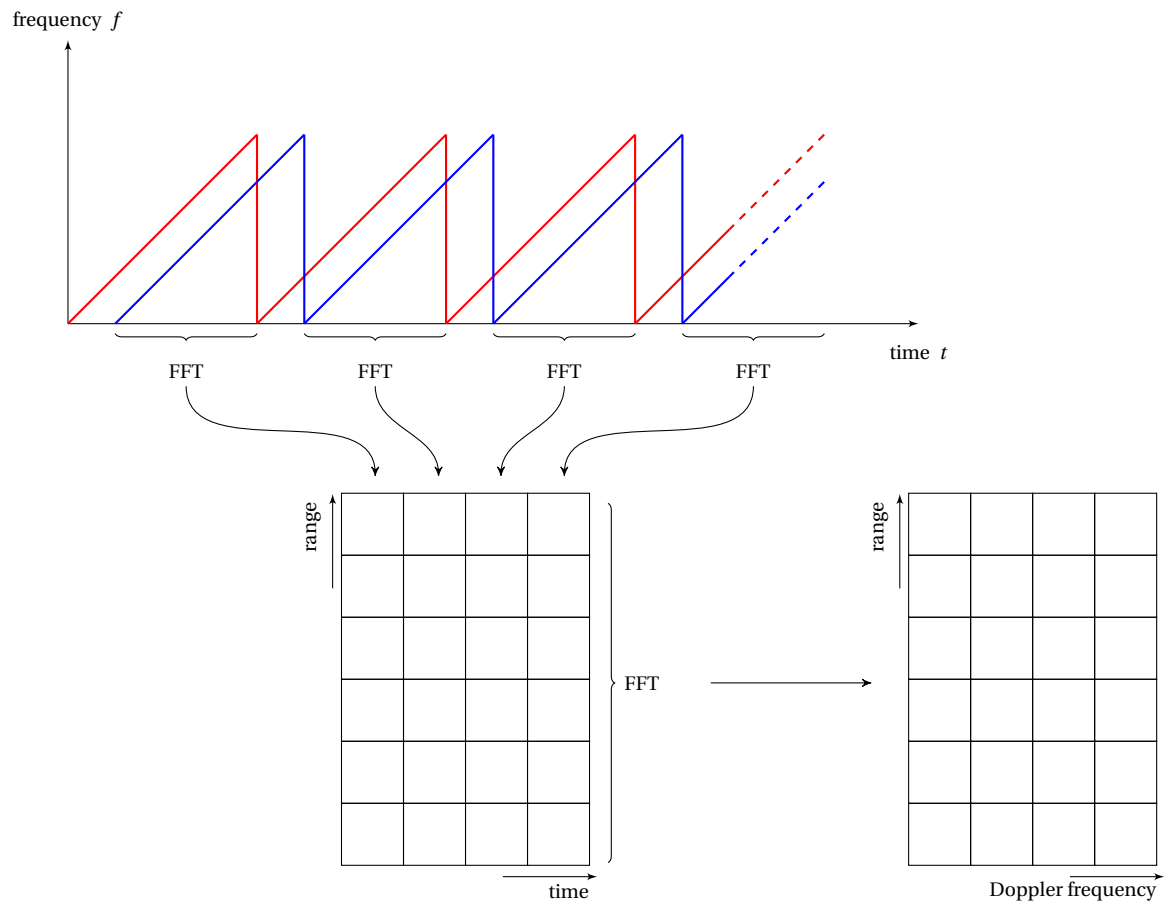 frequency f
time t
FFT
FFT
FFT
FFT
range
range
FFT
time
Doppler frequency